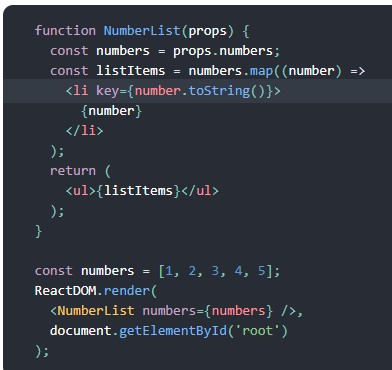 function NumberList(props) {
  const numbers = props.numbers;
  const listItems = numbers.map((number) =>
    <li key={number.toString()}>
      {number}
    </li>
  );
  return (
    <ul>{listItems}</ul>
  );
}

const numbers = [1, 2, 3, 4, 5];
ReactDOM.render(
  <NumberList numbers={numbers} />,
  document.getElementById('root')
);